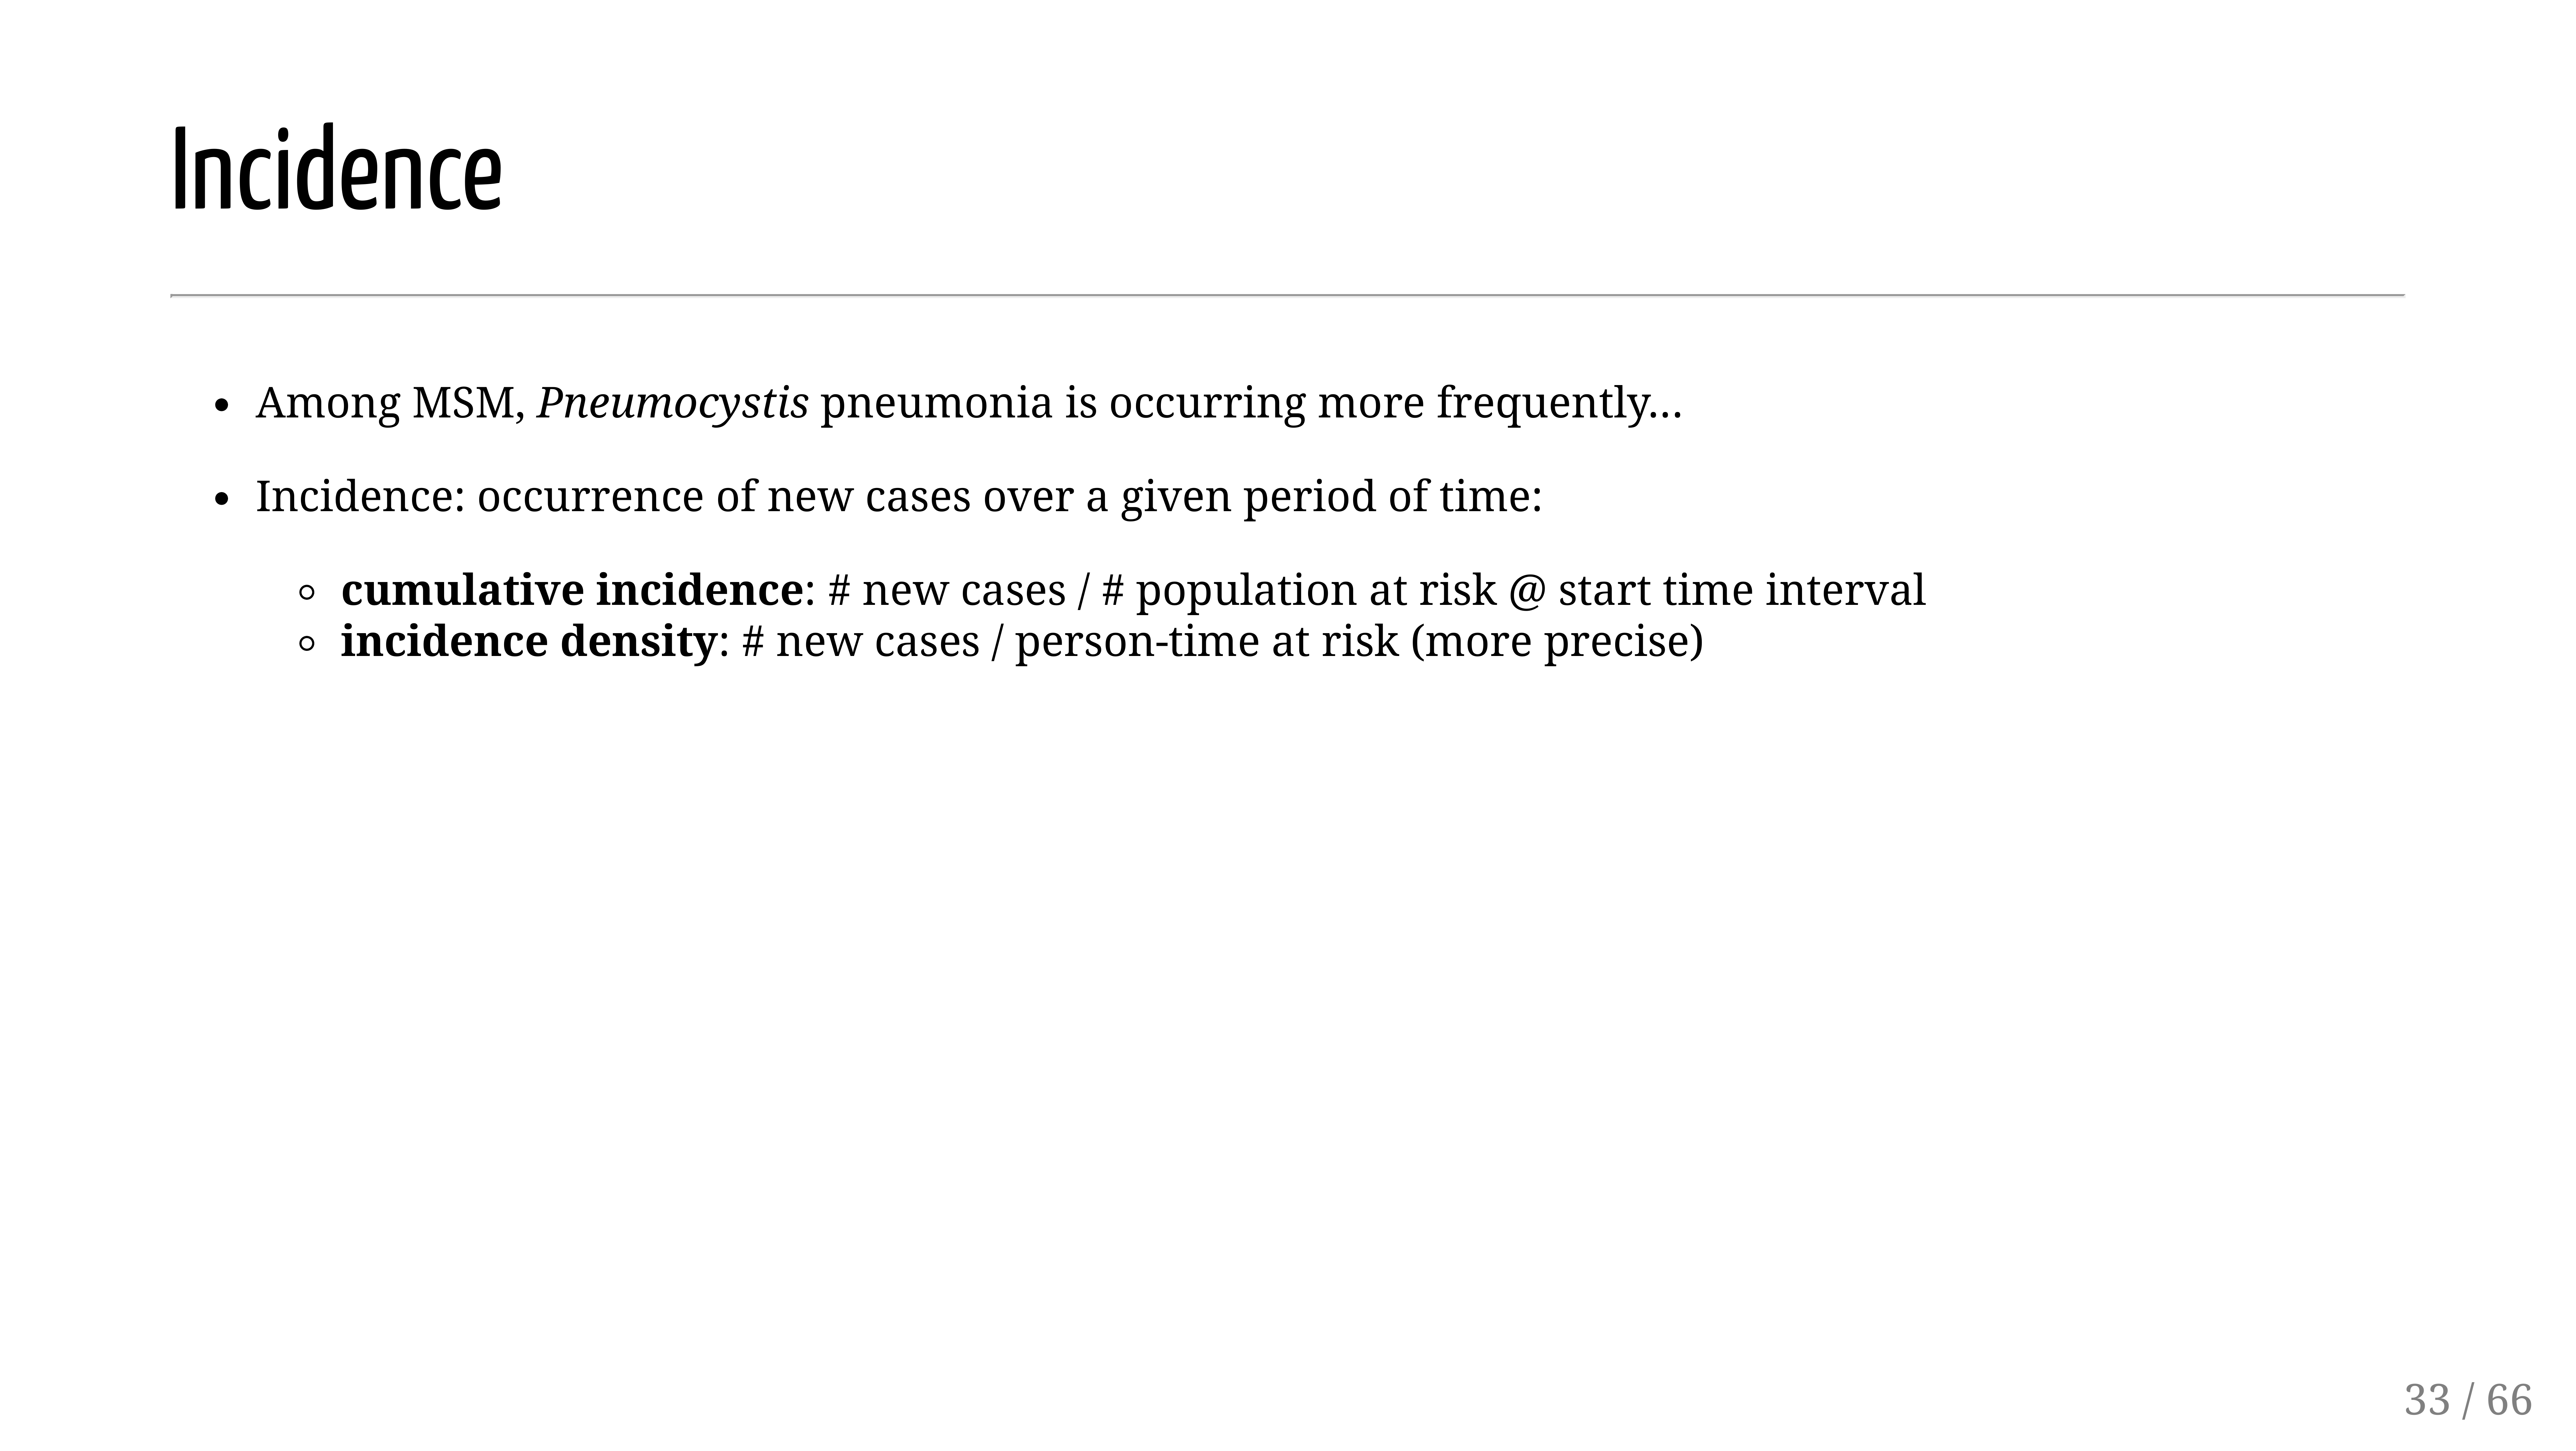 Incidence
• Among MSM, Pneumocystis pneumonia is occurring more frequently...
• Incidence: occurrence of new cases over a given period of time:
◦ cumulative incidence: # new cases / # population at risk @ start time interval
◦ incidence density: # new cases / person-time at risk (more precise)
33 / 66